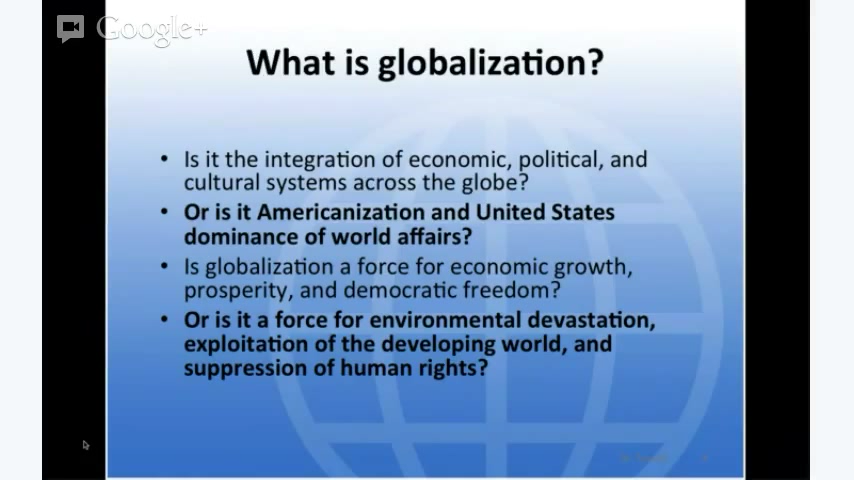 Google+
What is globalization?
• Is it the integration of economic, political, and
cultural systems across the globe?
• Or is it Americanization and United States
dominance of world affairs?
• Is globalization a force for economic growth,
prosperity, and democratic freedom?
• Or is it a force for environmental devastation,
exploitation of the developing world, and
suppression of human rights?